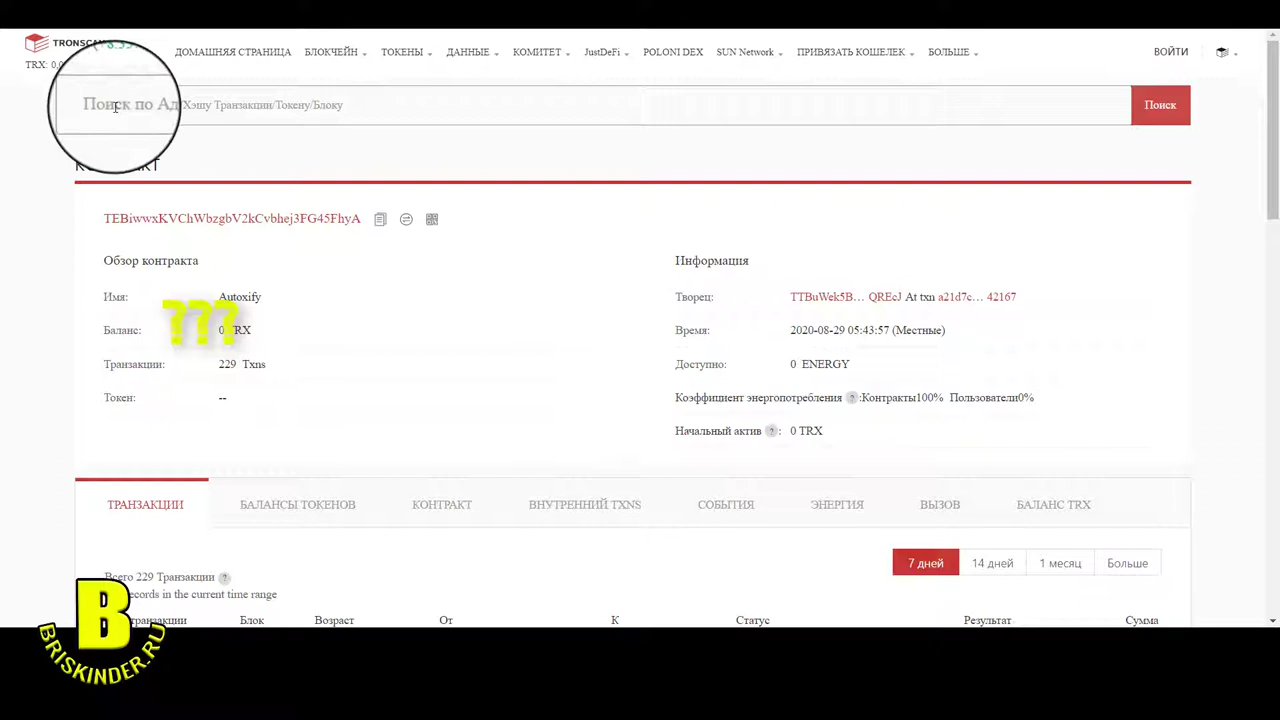 TRONSCAN
TRX: 0,0
ДОМАШНЯЯ СТРАНИЦА БЛОКЧЕЙН ТОКЕНЫ ДАННЫЕ КОМИТЕТ JustDeFi POLONI DEX SUN Network ПРИВЯЗАТЬ КОШЕЛЕК БОЛЬШЕ ВОЙТИ
Поиск по Ад/Хэшу Транзакции/Токену/Блоку Поиск
TEBiwwxKVChWbzgbV2kCvbhej3FG45FhyA
Обзор контракта
Имя: Autoxify
Баланс: 0 TRX
???
Транзакции: 229 Txns
Токен: --
Информация
Творец: TTBuWek5B... QREcJ At txn a21d7c... 42167
Время: 2020-08-29 05:43:57 (Местные)
Доступно: 0 ENERGY
Коэффициент энергопотребления ? :Контракты100% Пользователи0%
Начальный актив ? : 0 TRX
ТРАНЗАКЦИИ БАЛАНСЫ ТОКЕНОВ КОНТРАКТ ВНУТРЕННИЙ TXNS СОБЫТИЯ ЭНЕРГИЯ ВЫЗОВ БАЛАНС TRX
7 дней 14 дней 1 месяц Больше
Всего 229 Транзакции ?
records in the current time range
Блок Возраст От К Статус Результат Сумма
B
BRISKINDER.RU